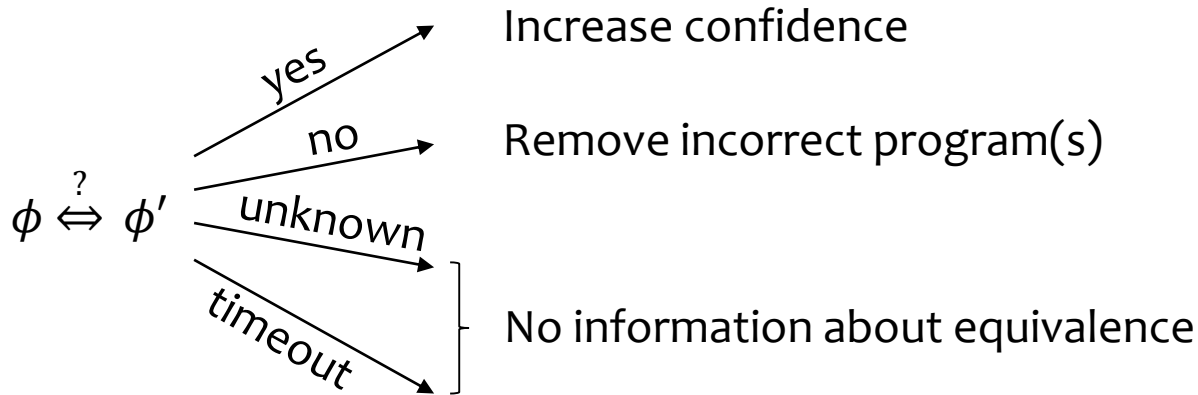 Increase confidence
yes
no
Remove incorrect program(s)
?
ϕ ⇔ ϕ′
unknown
timeout
No information about equivalence